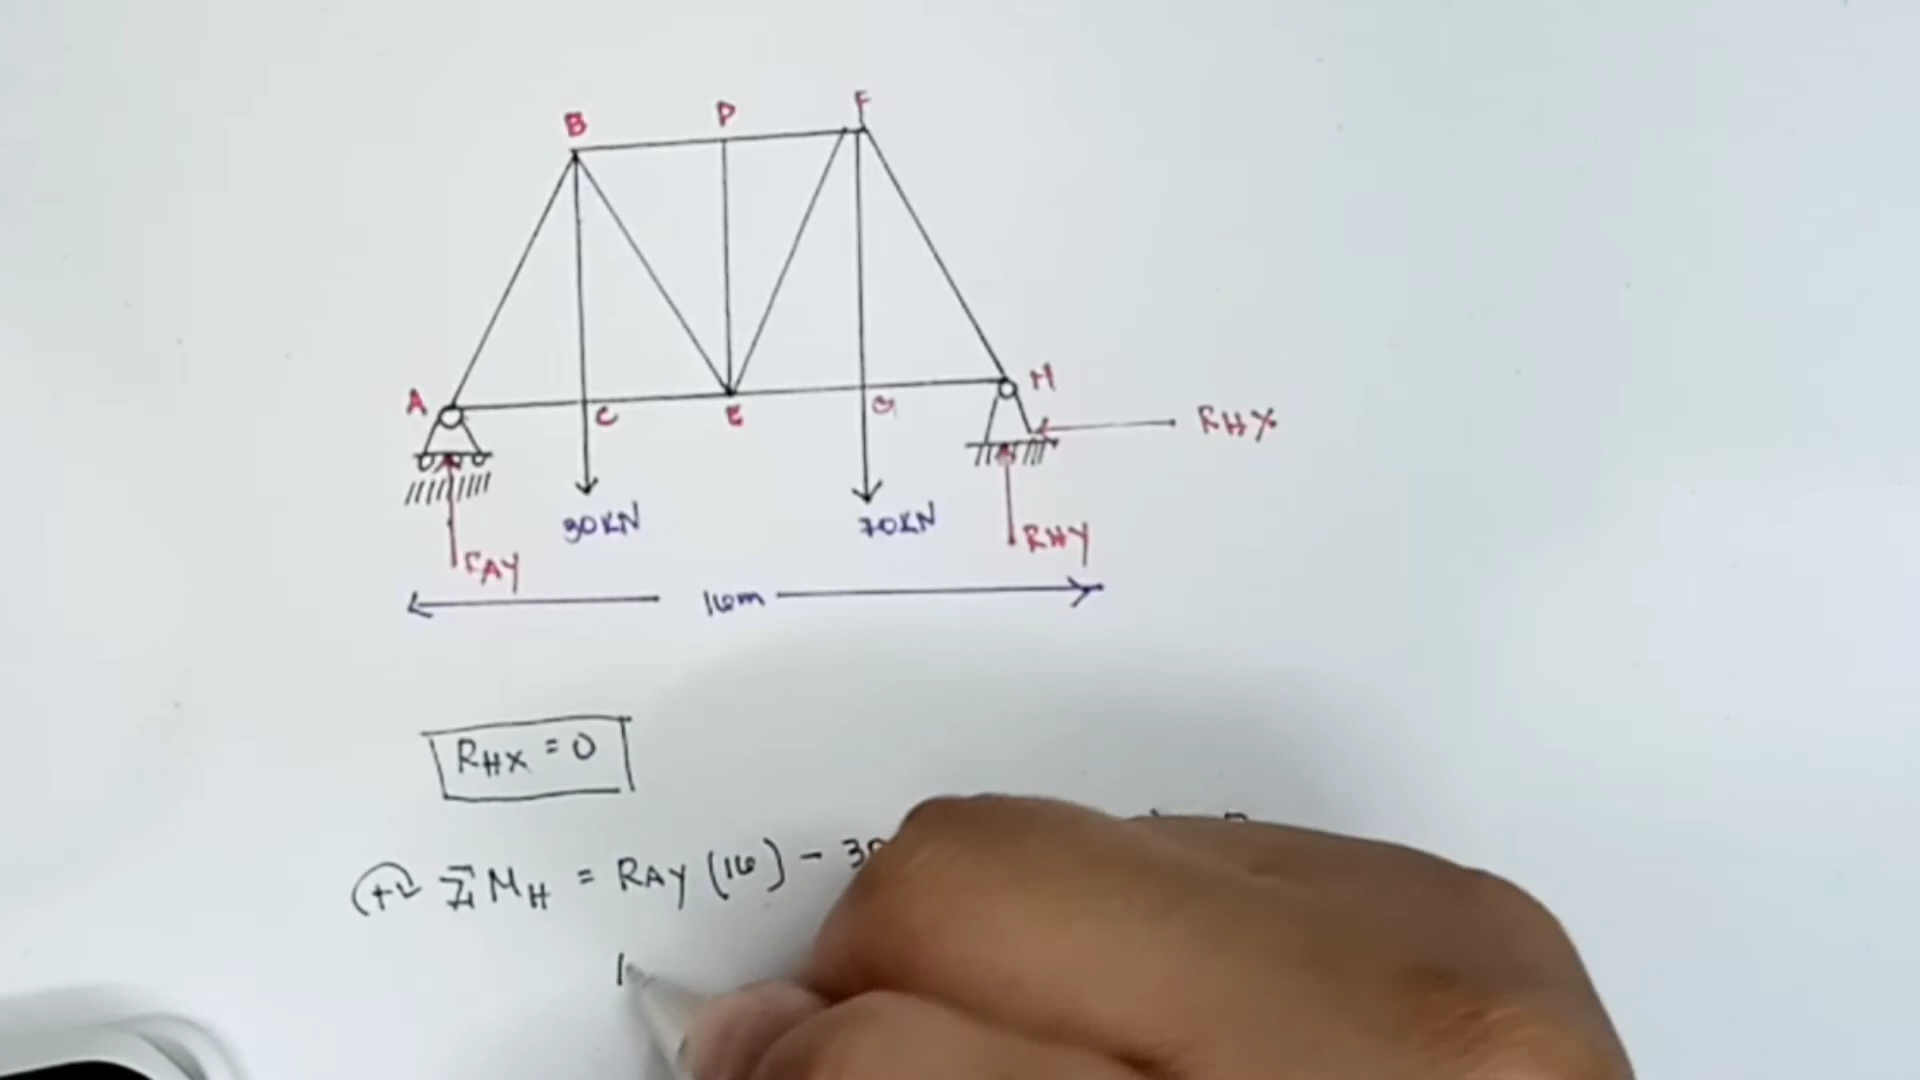 B D F
A C E G H
RHX
30KN 70KN
RAY RHY
16m
RHX = 0
(+ ΣMH = RAY (16) - 30